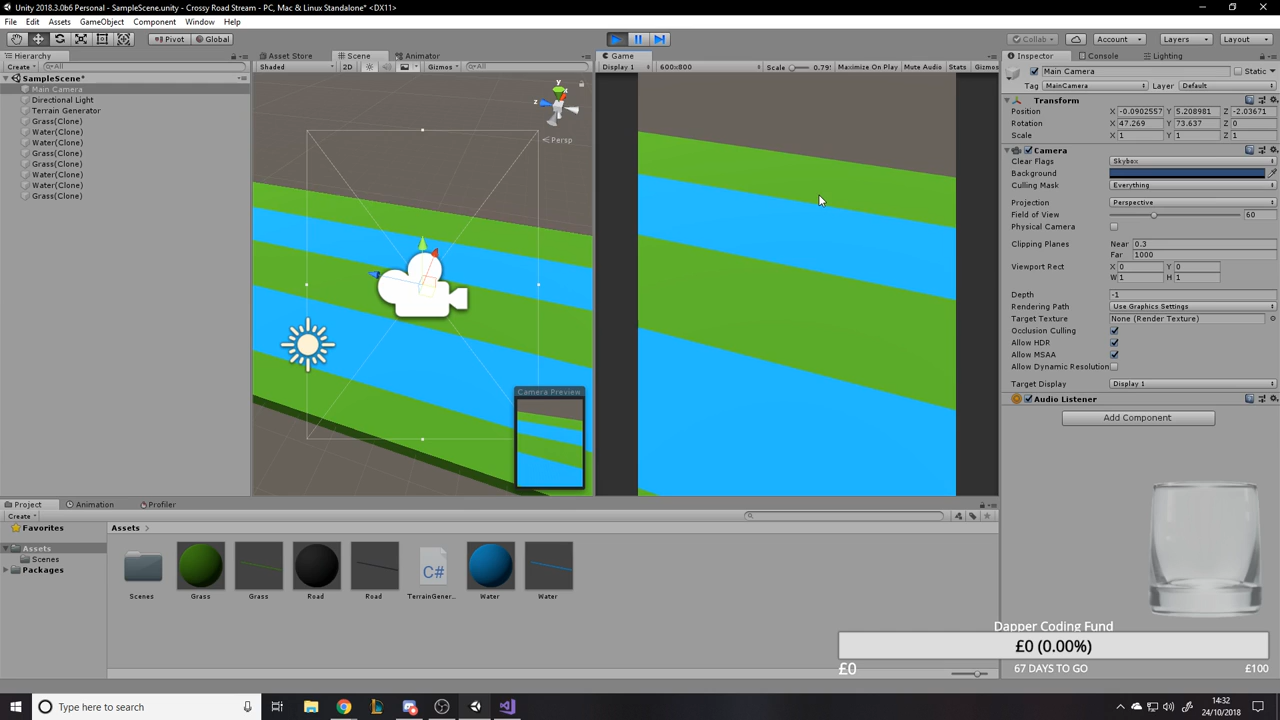 Unity 2018.3.0b6 Personal - SampleScene.unity - Crossy Road Stream - PC, Mac & Linux Standalone* <DX11>
File Edit Assets GameObject Component Window Help
Pivot Global Collab Account Layers Layout
Hierarchy Asset Store Scene Animator Game Inspector Console Lighting
Create All Shaded 2D Gizmos All Display 1 600x800 Scale 0.79 Maximize On Play Mute Audio Stats Gizmos
SampleScene*
Main Camera
Directional Light
Terrain Generator
Grass(Clone)
Water(Clone)
Water(Clone)
Grass(Clone)
Grass(Clone)
Water(Clone)
Water(Clone)
Grass(Clone)
y
x
z
Persp
Camera Preview
Main Camera Static
Tag MainCamera Layer Default
Transform
Position X -0.0902557 Y 5.208981 Z -2.03671
Rotation X 47.269 Y 73.637 Z 0
Scale X 1 Y 1 Z 1
Camera
Clear Flags Skybox
Background
Culling Mask Everything
Projection Perspective
Field of View 60
Physical Camera
Clipping Planes Near 0.3
Far 1000
Viewport Rect X 0 Y 0
W 1 H 1
Depth -1
Rendering Path Use Graphics Settings
Target Texture None (Render Texture)
Occlusion Culling
Allow HDR
Allow MSAA
Allow Dynamic Resolution
Target Display Display 1
Audio Listener
Add Component
Project Animation Profiler
Create
Favorites
Assets
Scenes
Packages
Assets
C#
Scenes Grass Grass Road Road TerrainGener... Water Water
Dapper Coding Fund
£0 (0.00%)
£0 67 DAYS TO GO £100
Type here to search
14:32
24/10/2018